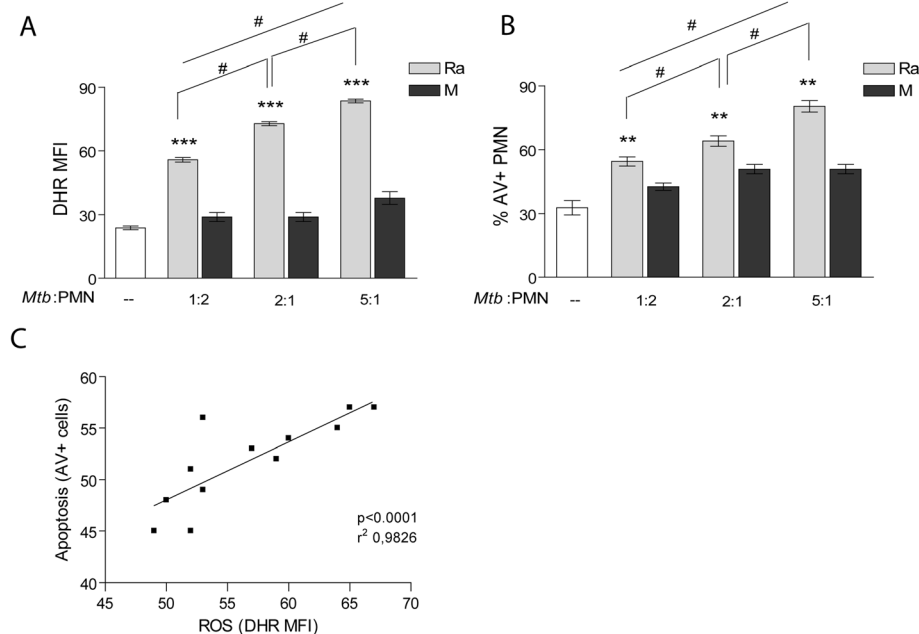 A
#
#
#
Ra
M
DHR MFI
90
60
30
0
***
***
***
Mtb:PMN
-- 1:2 2:1 5:1
B
#
#
#
Ra
M
% AV+ PMN
90
60
30
0
**
**
**
Mtb:PMN
-- 1:2 2:1 5:1
C
Apoptosis (AV+ cells)
60
55
50
45
40
p<0.0001
r² 0,9826
45 50 55 60 65 70
ROS (DHR MFI)